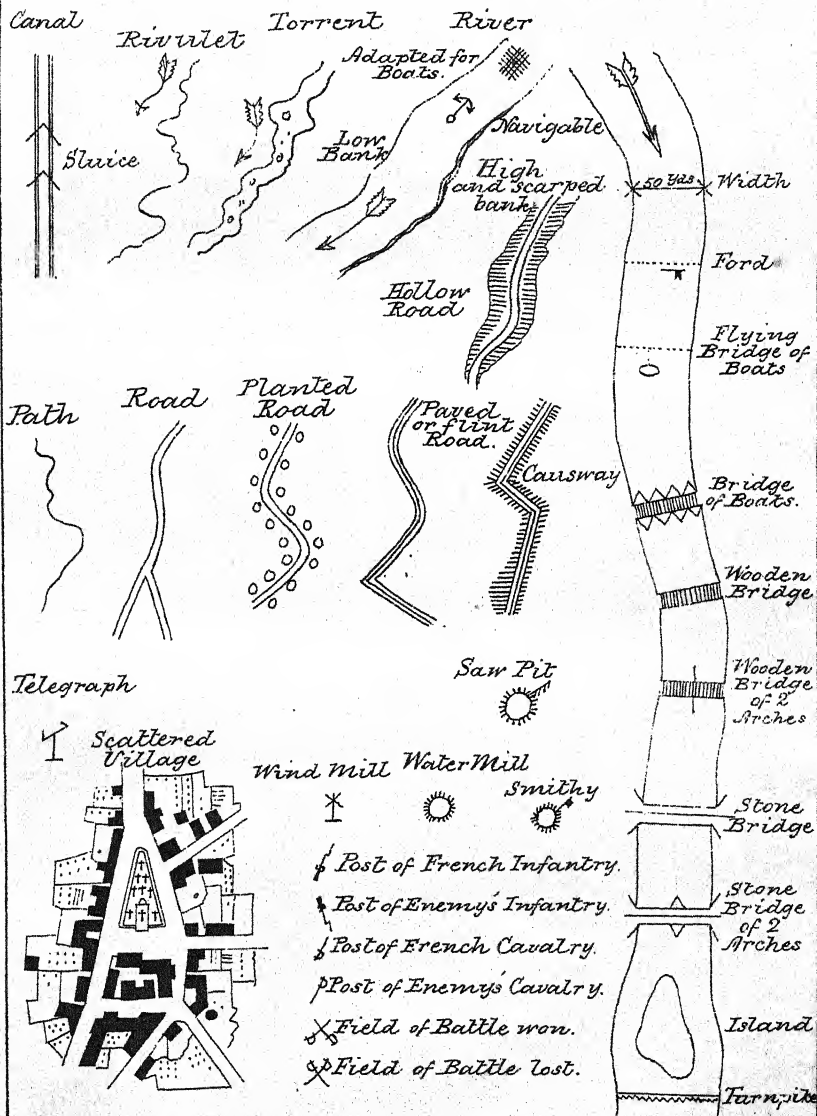 Canal
Rivulet
Torrent
River
Adapted for
Boats.
Sluice
Low
Bank
Navigable
High
and scarped
bank
50 Yds
Width
Ford
Hollow
Road
Flying
Bridge of
Boats
Path
Road
Planted
Road
Paved
or flint
Road.
Causway
Bridge
of Boats.
Wooden
Bridge
Wooden
Bridge
of 2
Arches
Telegraph
Saw Pit
Scattered
Village
Wind Mill
Water Mill
Smithy
Stone
Bridge
Post of French Infantry.
Post of Enemy's Infantry.
Post of French Cavalry.
Post of Enemy's Cavalry.
Field of Battle won.
Field of Battle lost.
Stone
Bridge
of 2
Arches
Island
Turnpike